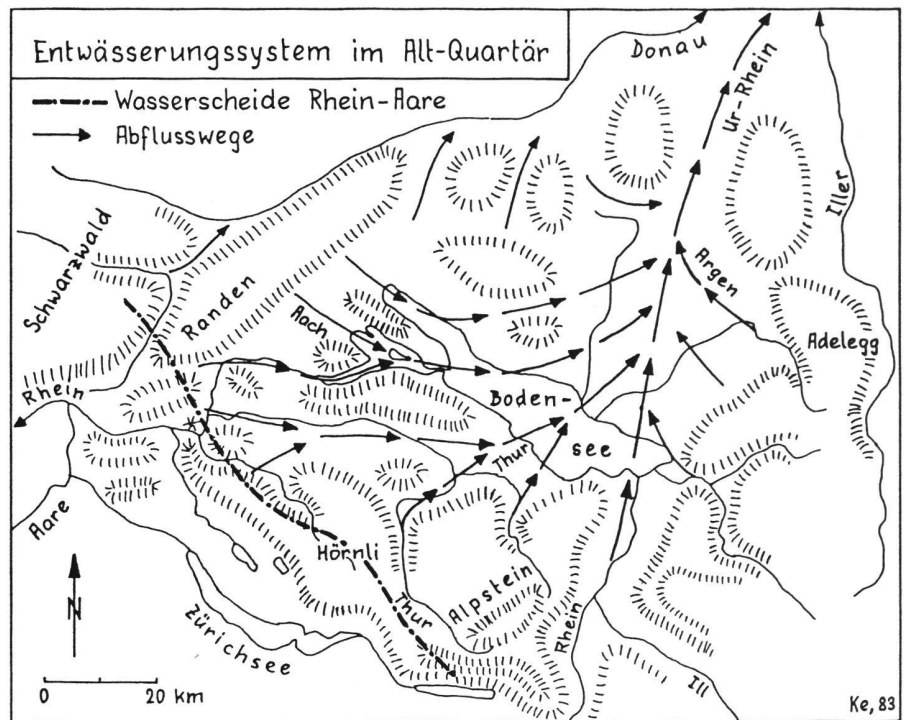 Entwässerungssystem im Alt-Quartär
Wasserscheide Rhein-Aare
Abflusswege
Donau
Ur-Rhein
Iller
Schwarzwald
Randen
Aach
Argen
Adelegg
Rhein
Boden-
see
Thur
Aare
Hörnli
Thur
Alpstein
Rhein
Zürichsee
Ill
N
0 20 km
Ke, 83